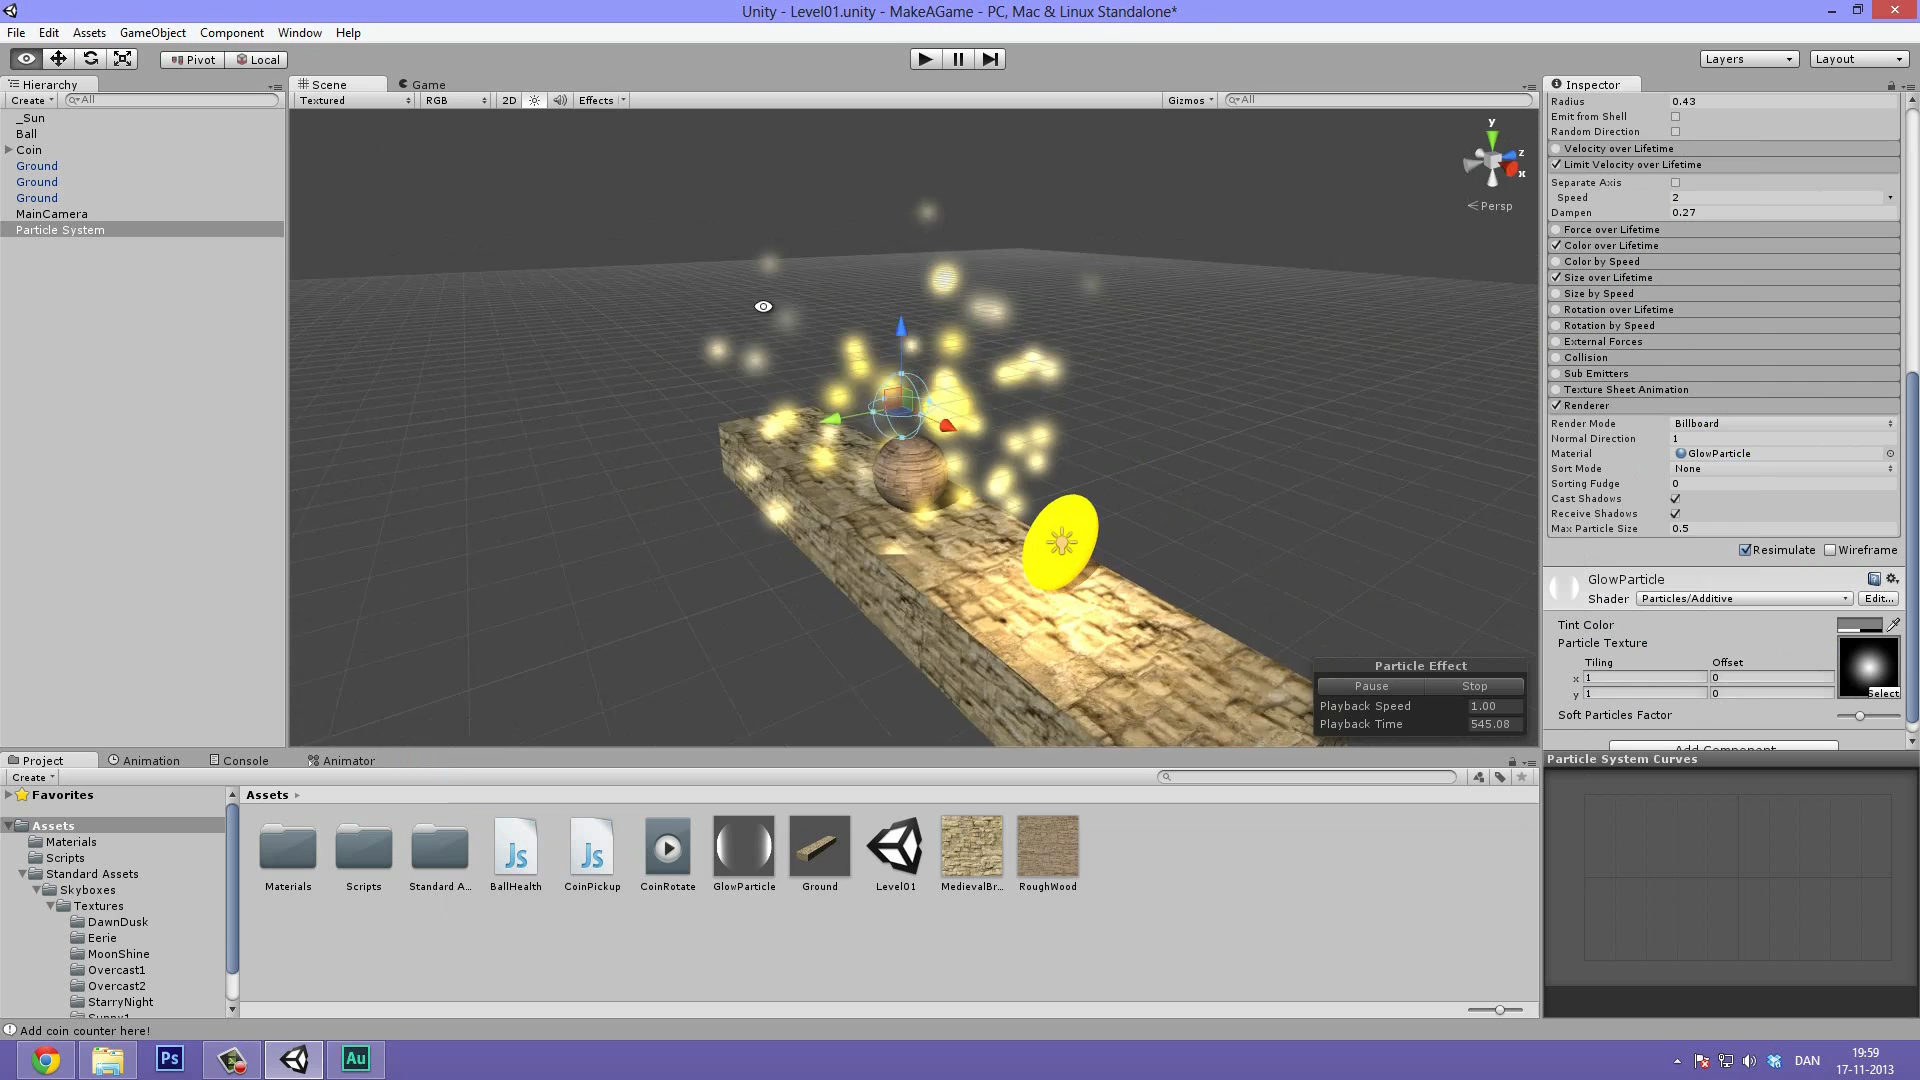 Unity - Level01.unity - MakeAGame - PC, Mac & Linux Standalone*
File Edit Assets GameObject Component Window Help
Pivot Local Layers Layout
Hierarchy
Create All
_Sun
Ball
Coin
Ground
Ground
Ground
MainCamera
Particle System
Scene Game
Textured RGB 2D Effects Gizmos All
y
z
x
Persp
Particle Effect
Pause Stop
Playback Speed 1.00
Playback Time 545.08
Inspector
Radius 0.43
Emit from Shell
Random Direction
Velocity over Lifetime
Limit Velocity over Lifetime
Separate Axis
Speed 2
Dampen 0.27
Force over Lifetime
Color over Lifetime
Color by Speed
Size over Lifetime
Size by Speed
Rotation over Lifetime
Rotation by Speed
External Forces
Collision
Sub Emitters
Texture Sheet Animation
Renderer
Render Mode Billboard
Normal Direction 1
Material GlowParticle
Sort Mode None
Sorting Fudge 0
Cast Shadows
Receive Shadows
Max Particle Size 0.5
Resimulate Wireframe
GlowParticle
Shader Particles/Additive Edit...
Tint Color
Particle Texture
Tiling Offset
x 1 0
y 1 0
Select
Soft Particles Factor
Add Component
Particle System Curves
Project Animation Console Animator
Create
Favorites
Assets
Materials
Scripts
Standard Assets
Skyboxes
Textures
DawnDusk
Eerie
MoonShine
Overcast1
Overcast2
StarryNight
Sunny1
Assets
Materials Scripts Standard A... BallHealth CoinPickup CoinRotate GlowParticle Ground Level01 MedievalBr... RoughWood
Js Js
Add coin counter here!
Ps Au
DAN
19:59
17-11-2013